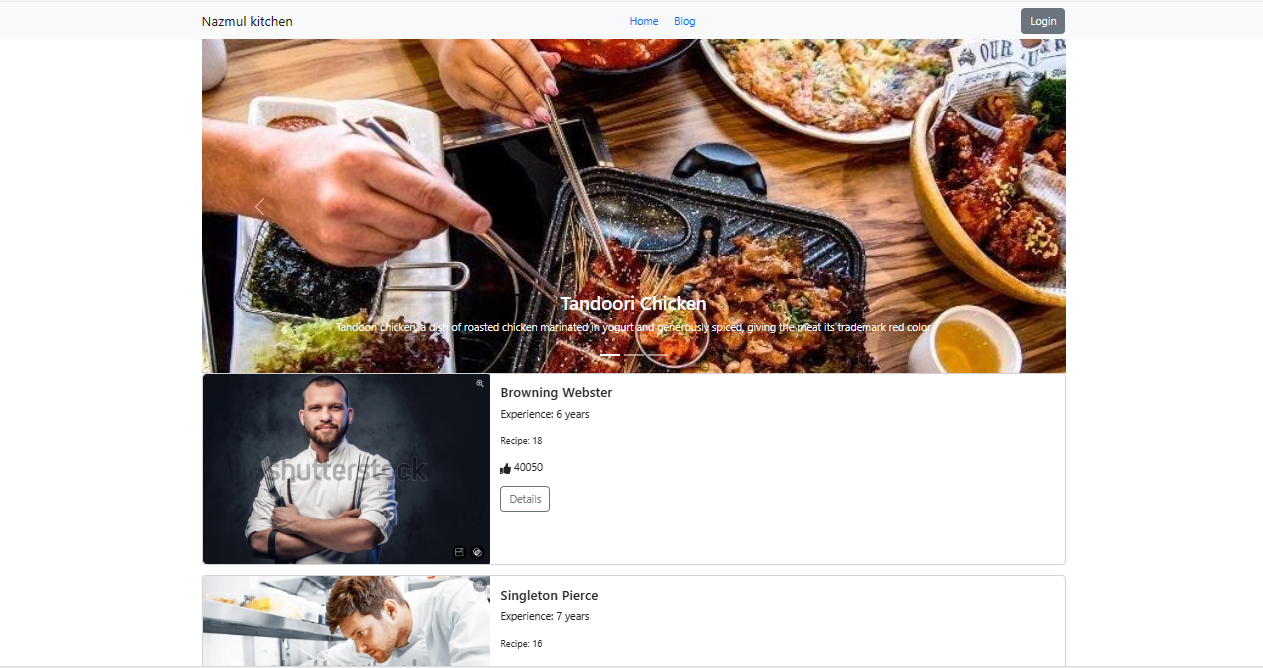 Nazmul kitchen
Home
Blog
Login
OUR
Tandoori Chicken
Tandoori chicken, a dish of roasted chicken marinated in yogurt and generously spiced, giving the meat its trademark red color
shutterstock
Browning Webster
Experience: 6 years
Recipe: 18
40050
Details
Singleton Pierce
Experience: 7 years
Recipe: 16